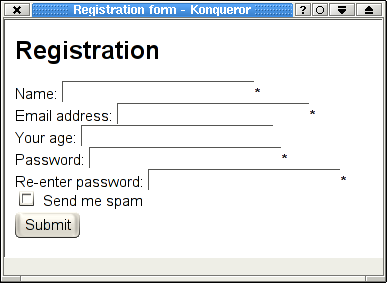 Registration form - Konqueror
Registration
Name: *
Email address: *
Your age:
Password: *
Re-enter password: *
Send me spam
Submit